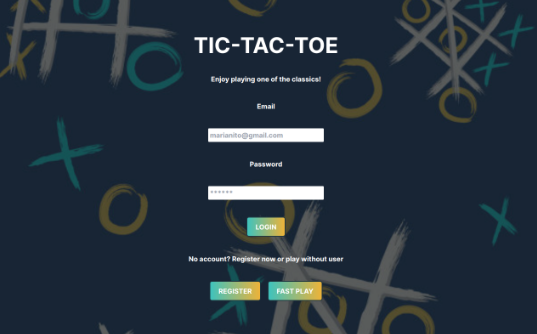 TIC-TAC-TOE
Enjoy playing one of the classics!
Email
marianito@gmail.com
Password
******
LOGIN
No account? Register now or play without user
REGISTER FAST PLAY